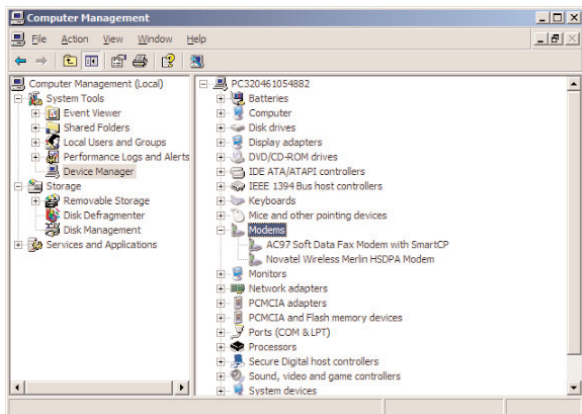 Computer Management
File Action View Window Help
Computer Management (Local)
System Tools
Event Viewer
Shared Folders
Local Users and Groups
Performance Logs and Alerts
Device Manager
Storage
Removable Storage
Disk Defragmenter
Disk Management
Services and Applications
PC320461054882
Batteries
Computer
Disk drives
Display adapters
DVD/CD-ROM drives
IDE ATA/ATAPI controllers
IEEE 1394 Bus host controllers
Keyboards
Mice and other pointing devices
Modems
AC97 Soft Data Fax Modem with SmartCP
Novatel Wireless Merlin HSDPA Modem
Monitors
Network adapters
PCMCIA adapters
PCMCIA and Flash memory devices
Ports (COM & LPT)
Processors
Secure Digital host controllers
Sound, video and game controllers
System devices